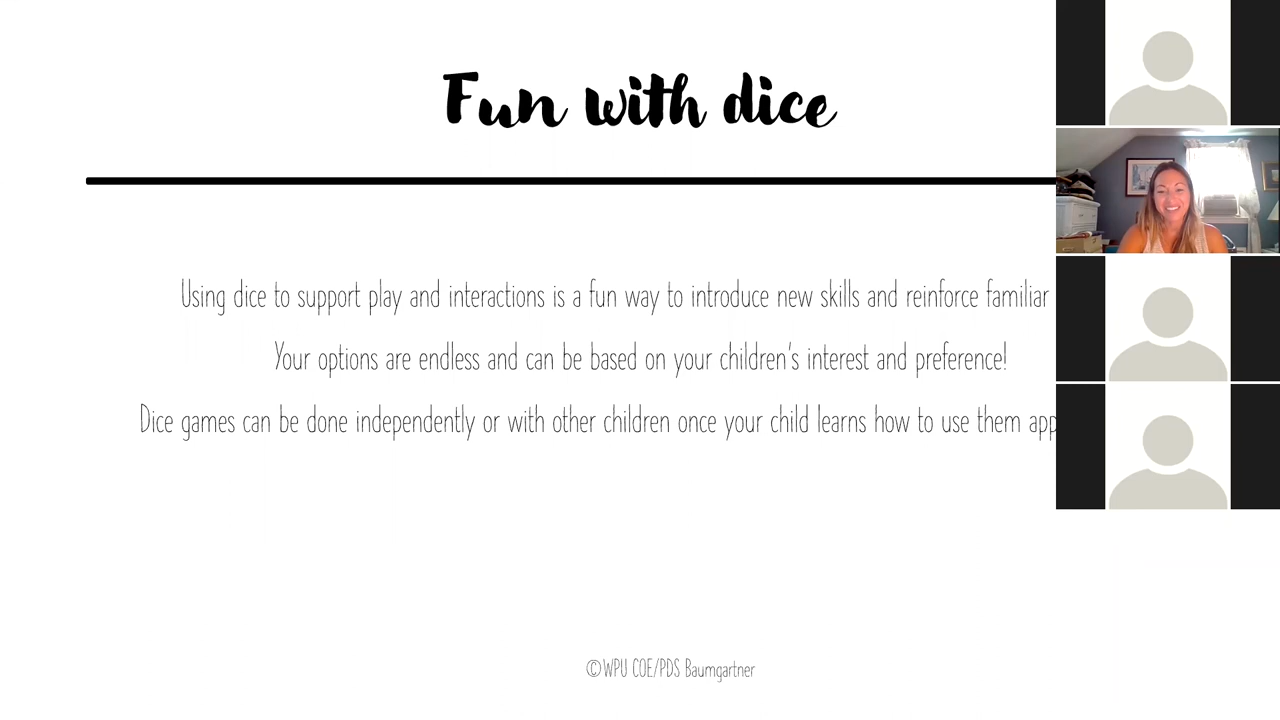 Fun with dice
Using dice to support play and interactions is a fun way to introduce new skills and reinforce familiar
Your options are endless and can be based on your children's interest and preference!
Dice games can be done independently or with other children once your child learns how to use them app
©WPU COE/PDS Baumgartner